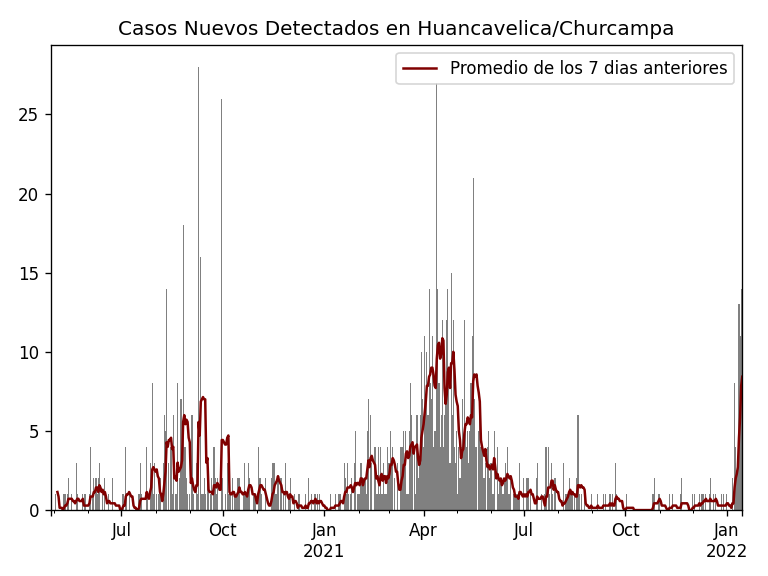 Casos Nuevos Detectados en Huancavelica/Churcampa
Promedio de los 7 dias anteriores
25
20
15
10
5
0
Jul
Oct
Jan
2021
Apr
Jul
Oct
Jan
2022